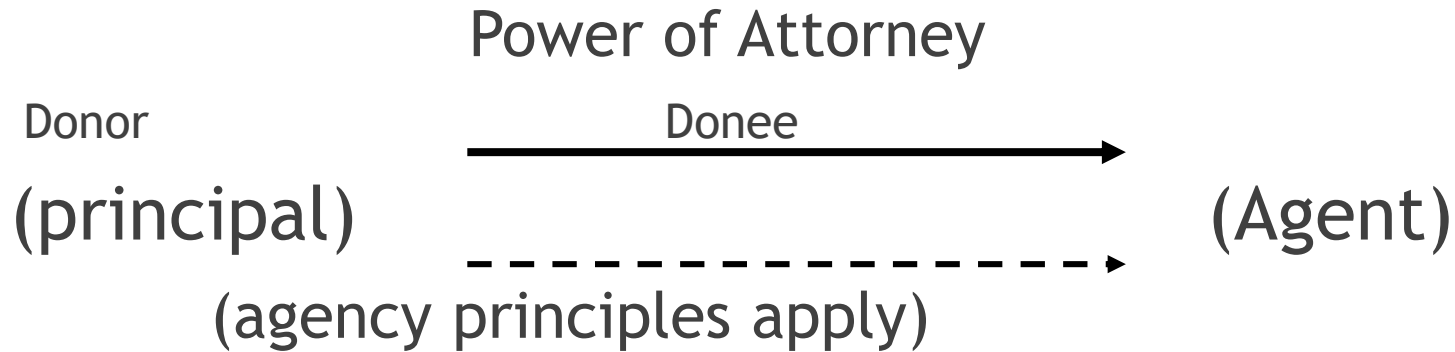 Power of Attorney
Donor Donee
(principal) (Agent)
(agency principles apply)